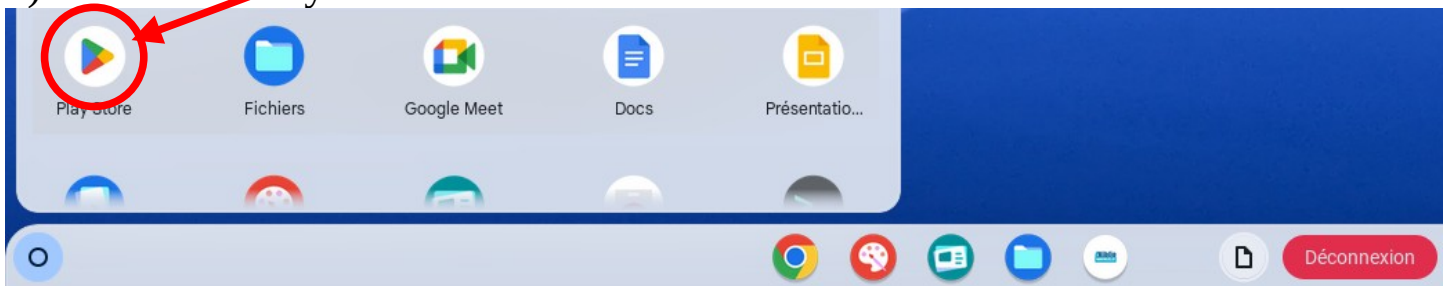 Play Store
Fichiers
Google Meet
Docs
Présentatio...
Déconnexion